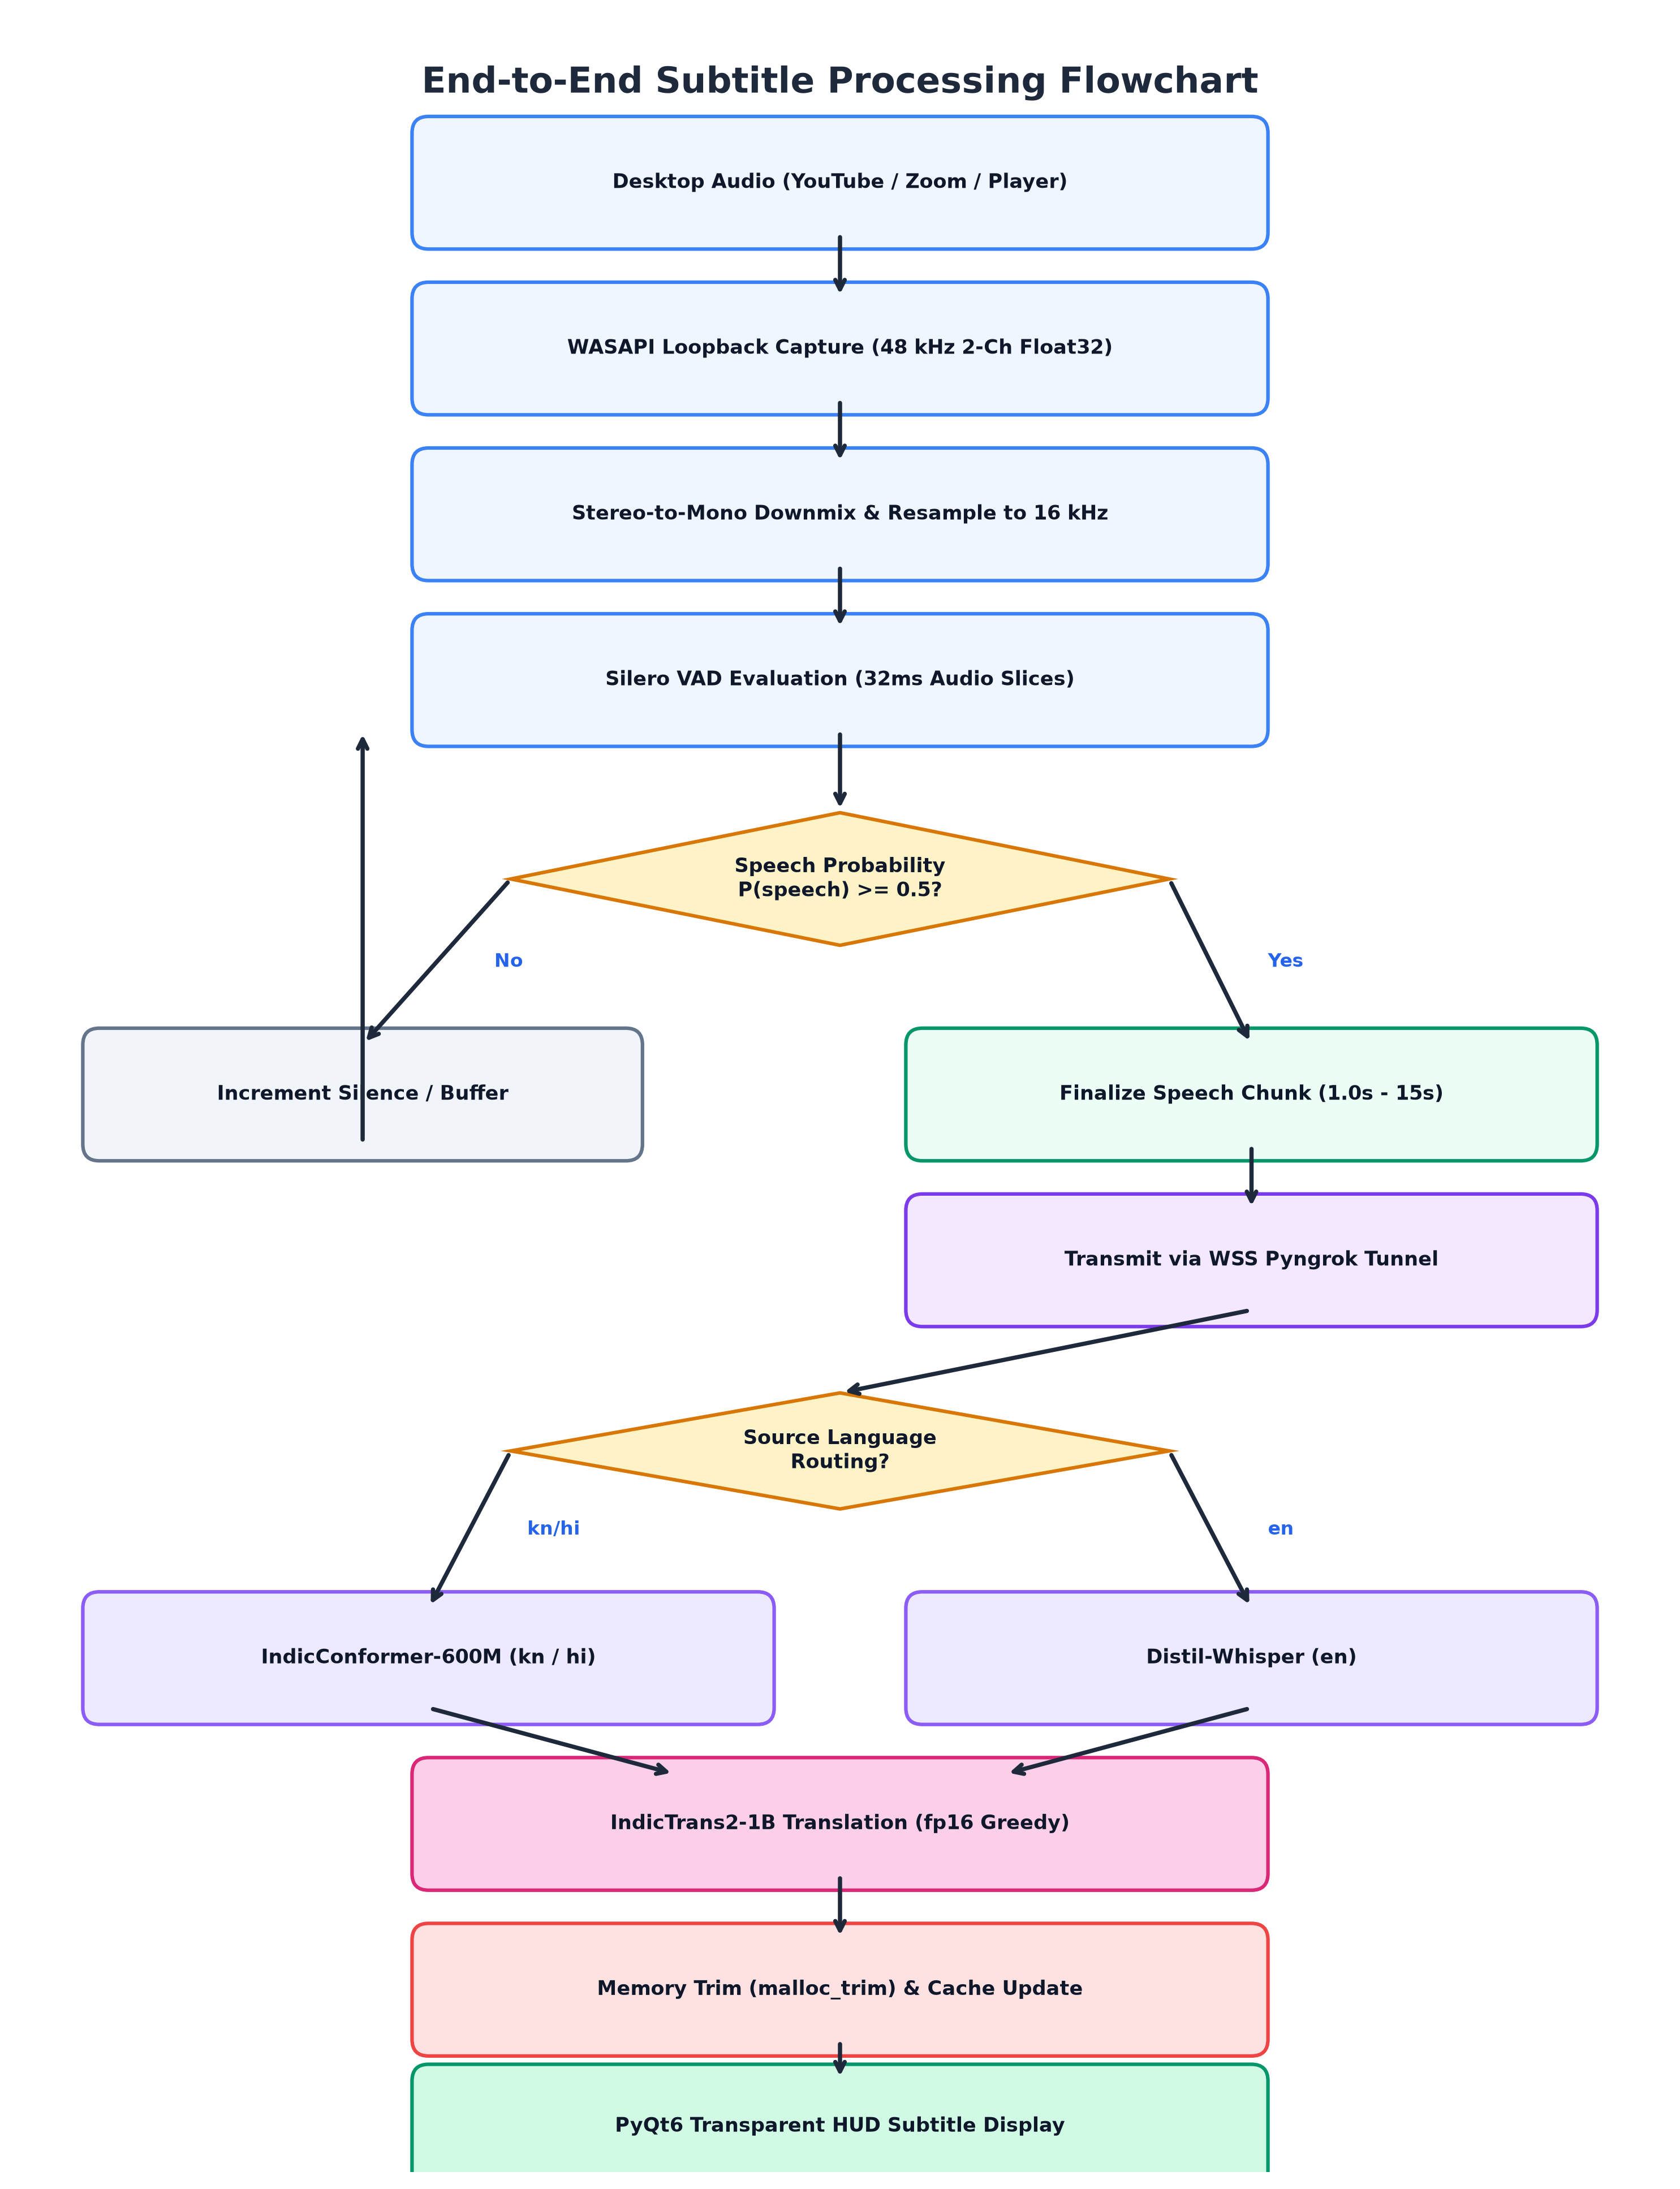 End-to-End Subtitle Processing Flowchart
Desktop Audio (YouTube / Zoom / Player)
WASAPI Loopback Capture (48 kHz 2-Ch Float32)
Stereo-to-Mono Downmix & Resample to 16 kHz
Silero VAD Evaluation (32ms Audio Slices)
Speech Probability
P(speech) >= 0.5?
No
Yes
Increment Silence / Buffer
Finalize Speech Chunk (1.0s - 15s)
Transmit via WSS Pyngrok Tunnel
Source Language
Routing?
kn/hi
en
IndicConformer-600M (kn / hi)
Distil-Whisper (en)
IndicTrans2-1B Translation (fp16 Greedy)
Memory Trim (malloc_trim) & Cache Update
PyQt6 Transparent HUD Subtitle Display